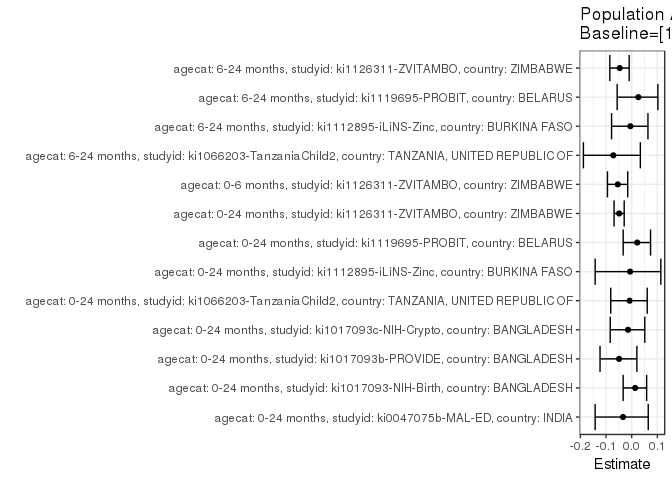 Population
Baseline=[1
agecat: 6-24 months, studyid: ki1126311-ZVITAMBO, country: ZIMBABWE
agecat: 6-24 months, studyid: ki1119695-PROBIT, country: BELARUS
agecat: 6-24 months, studyid: ki1112895-iLiNS-Zinc, country: BURKINA FASO
agecat: 6-24 months, studyid: ki1066203-TanzaniaChild2, country: TANZANIA, UNITED REPUBLIC OF
agecat: 0-6 months, studyid: ki1126311-ZVITAMBO, country: ZIMBABWE
agecat: 0-24 months, studyid: ki1126311-ZVITAMBO, country: ZIMBABWE
agecat: 0-24 months, studyid: ki1119695-PROBIT, country: BELARUS
agecat: 0-24 months, studyid: ki1112895-iLiNS-Zinc, country: BURKINA FASO
agecat: 0-24 months, studyid: ki1066203-TanzaniaChild2, country: TANZANIA, UNITED REPUBLIC OF
agecat: 0-24 months, studyid: ki1017093c-NIH-Crypto, country: BANGLADESH
agecat: 0-24 months, studyid: ki1017093b-PROVIDE, country: BANGLADESH
agecat: 0-24 months, studyid: ki1017093-NIH-Birth, country: BANGLADESH
agecat: 0-24 months, studyid: ki0047075b-MAL-ED, country: INDIA
-0.2 -0.1 0.0 0.1
Estimate